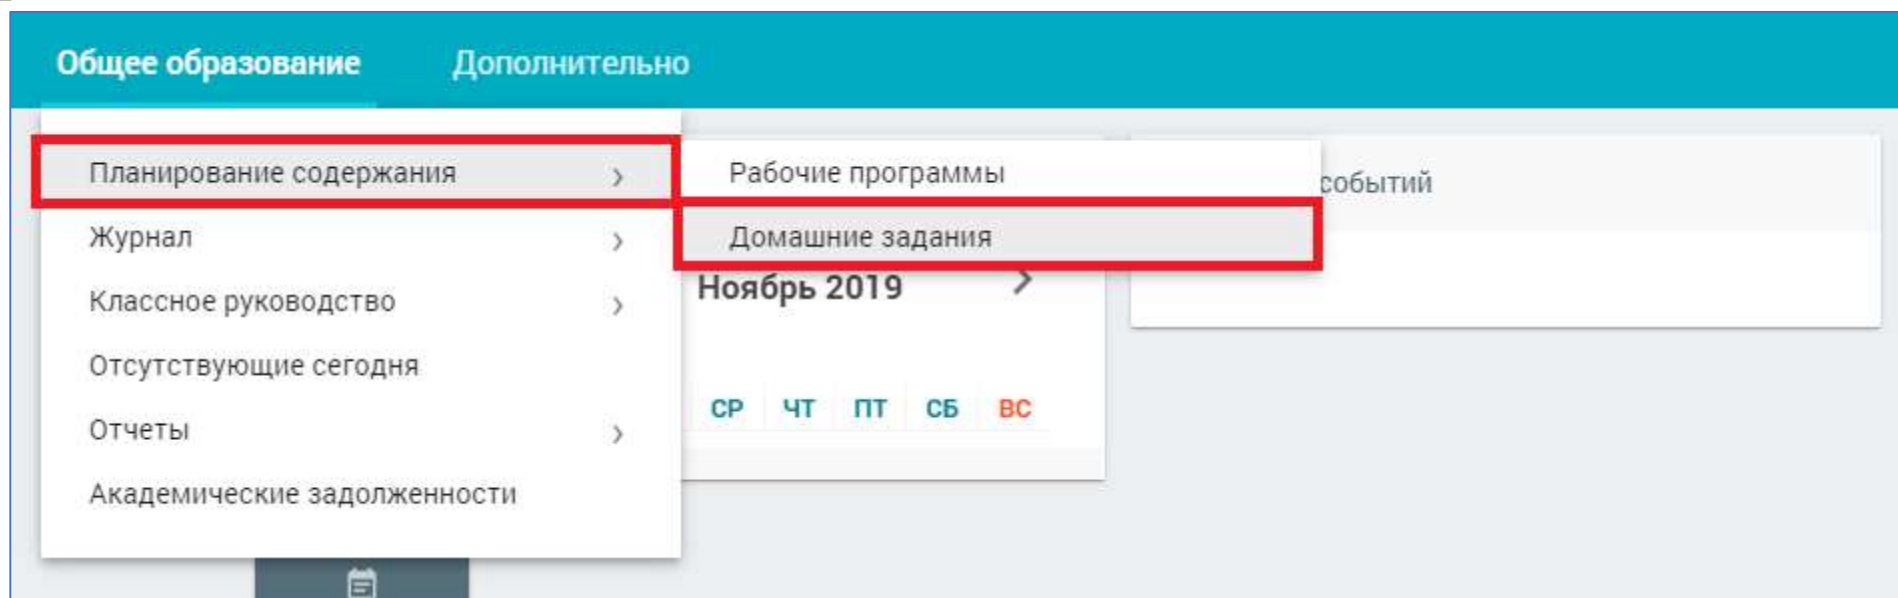 Общее образование Дополнительно
Планирование содержания
Журнал
Классное руководство
Отсутствующие сегодня
Отчеты
Академические задолженности
Рабочие программы
Домашние задания
Ноябрь 2019
СР ЧТ ПТ СБ ВС
событий